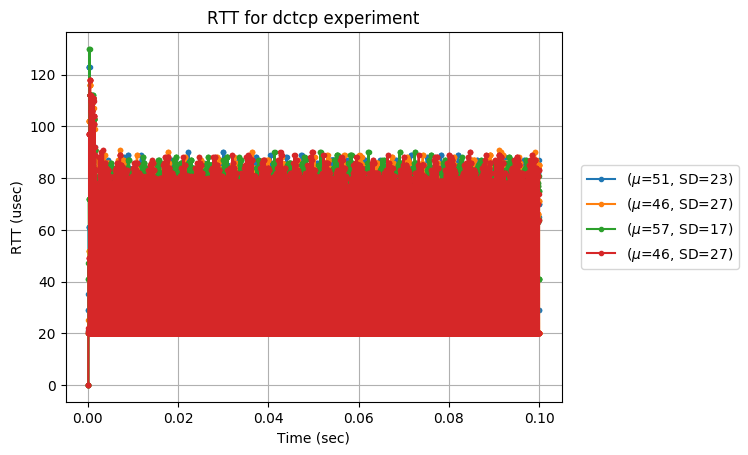 RTT for dctcp experiment
RTT (usec)
120
100
80
60
40
20
0
0.00 0.02 0.04 0.06 0.08 0.10
Time (sec)
(μ=51, SD=23)
(μ=46, SD=27)
(μ=57, SD=17)
(μ=46, SD=27)